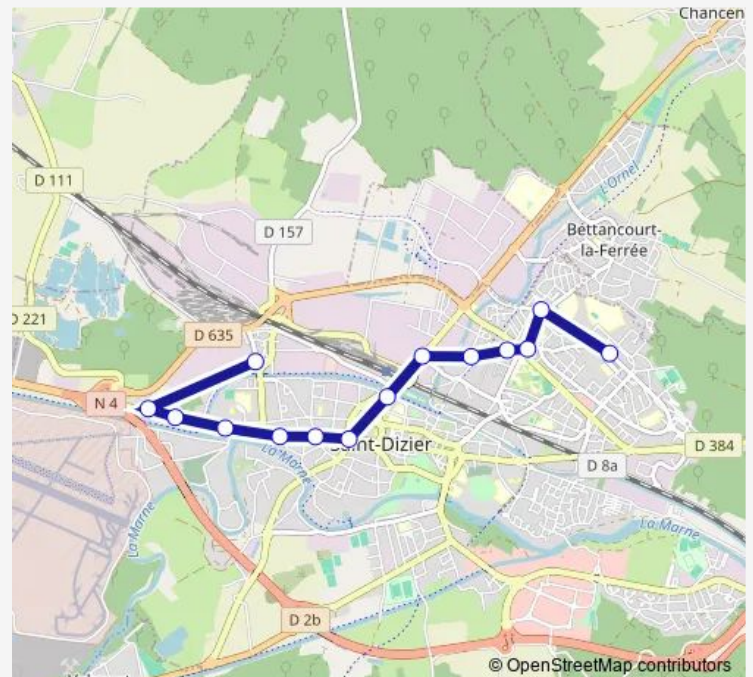 Chancen
D 111
L'Ornel
D 157
Bettancourt-
la-Ferrée
D 221
D 635
N 4
Saint-Dizier
La Marne
D 384
D 8a
La Marne
La Marne
D 2b
© OpenStreetMap contributors